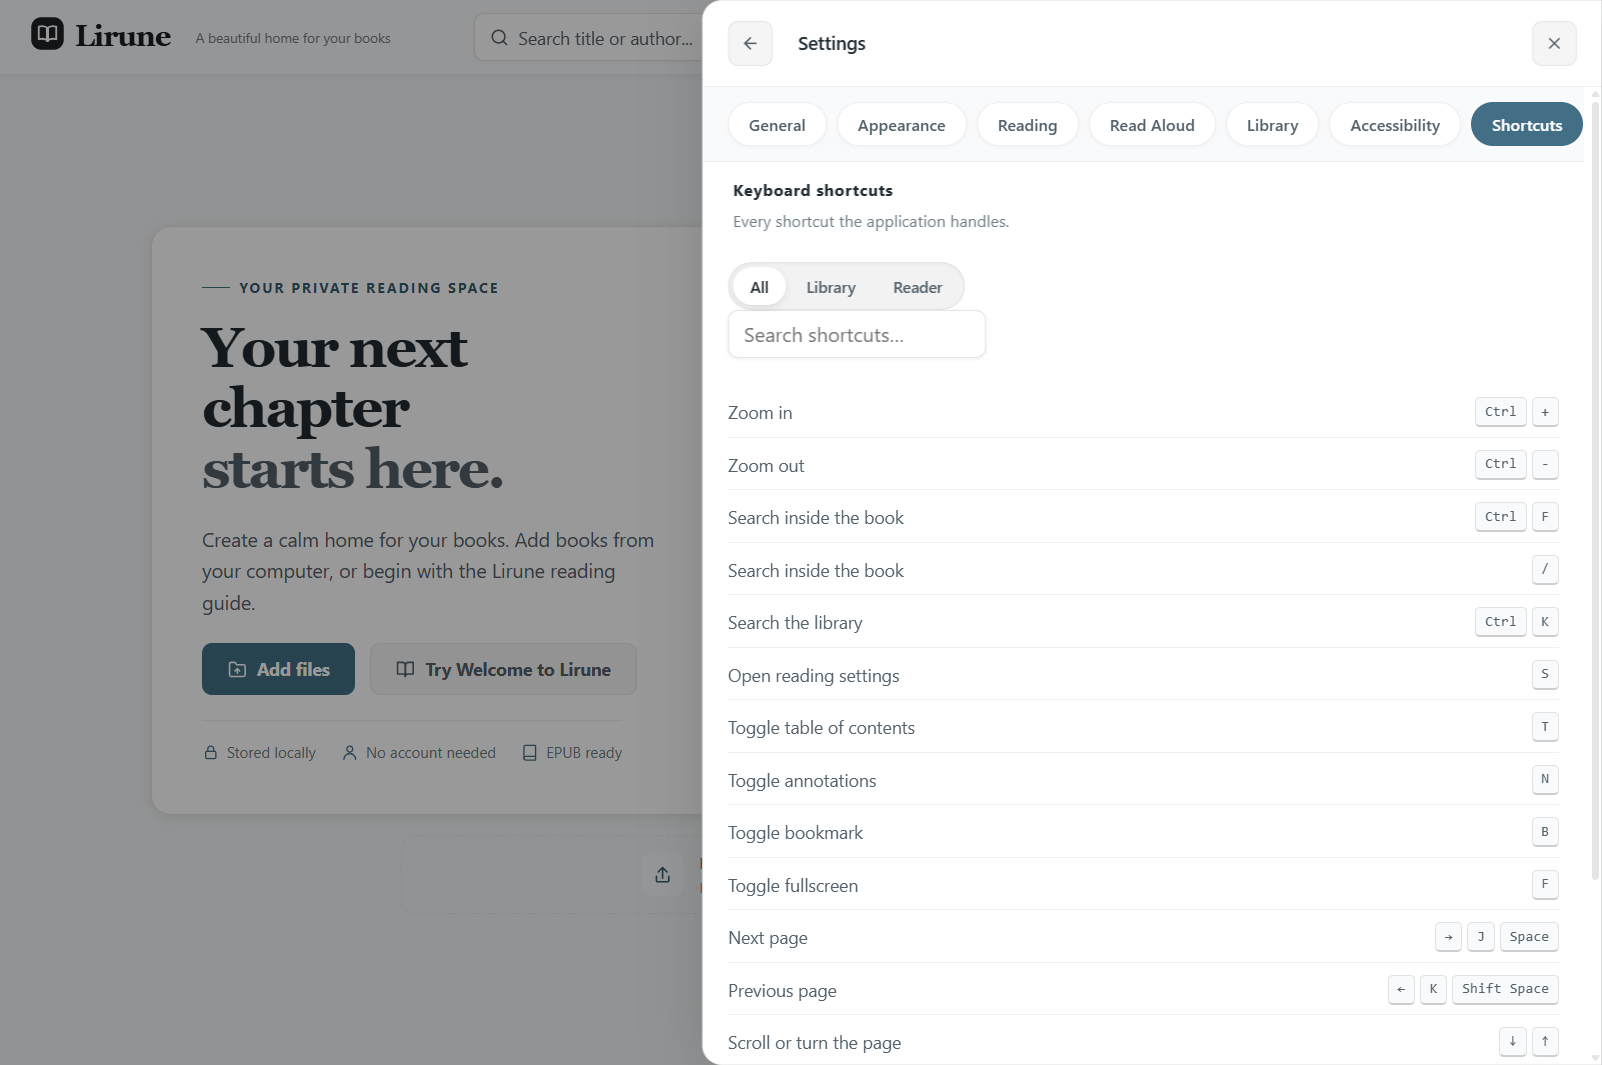 Lirune
A beautiful home for your books
Search title or author...
YOUR PRIVATE READING SPACE
Your next
chapter
starts here.
Create a calm home for your books. Add books from
your computer, or begin with the Lirune reading
guide.
Add files
Try Welcome to Lirune
Stored locally
No account needed
EPUB ready
Settings
General
Appearance
Reading
Read Aloud
Library
Accessibility
Shortcuts
Keyboard shortcuts
Every shortcut the application handles.
All
Library
Reader
Search shortcuts...
Zoom in Ctrl +
Zoom out Ctrl -
Search inside the book Ctrl F
Search inside the book /
Search the library Ctrl K
Open reading settings S
Toggle table of contents T
Toggle annotations N
Toggle bookmark B
Toggle fullscreen F
Next page → J Space
Previous page ← K Shift Space
Scroll or turn the page ↓ ↑